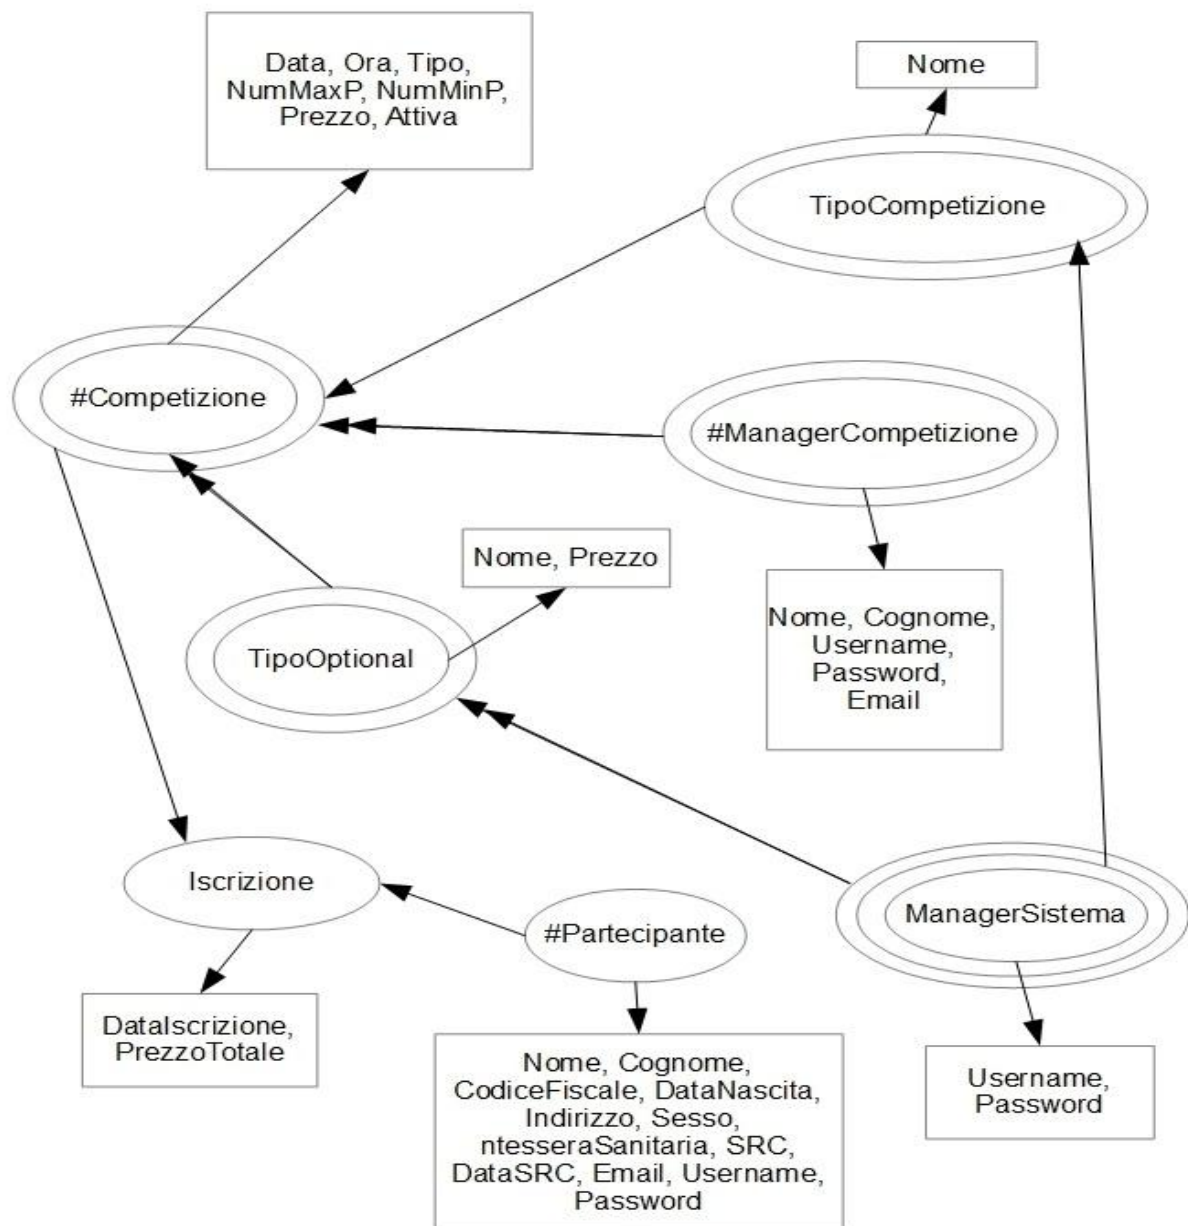 Data, Ora, Tipo,
NumMaxP, NumMinP,
Prezzo, Attiva
Nome
TipoCompetizione
#Competizione
#ManagerCompetizione
Nome, Prezzo
Nome, Cognome,
Username,
Password,
Email
TipoOptional
Iscrizione
#Partecipante
ManagerSistema
DataIscrizione,
PrezzoTotale
Nome, Cognome,
CodiceFiscale, DataNascita,
Indirizzo, Sesso,
ntesseraSanitaria, SRC,
DataSRC, Email, Username,
Password
Username,
Password